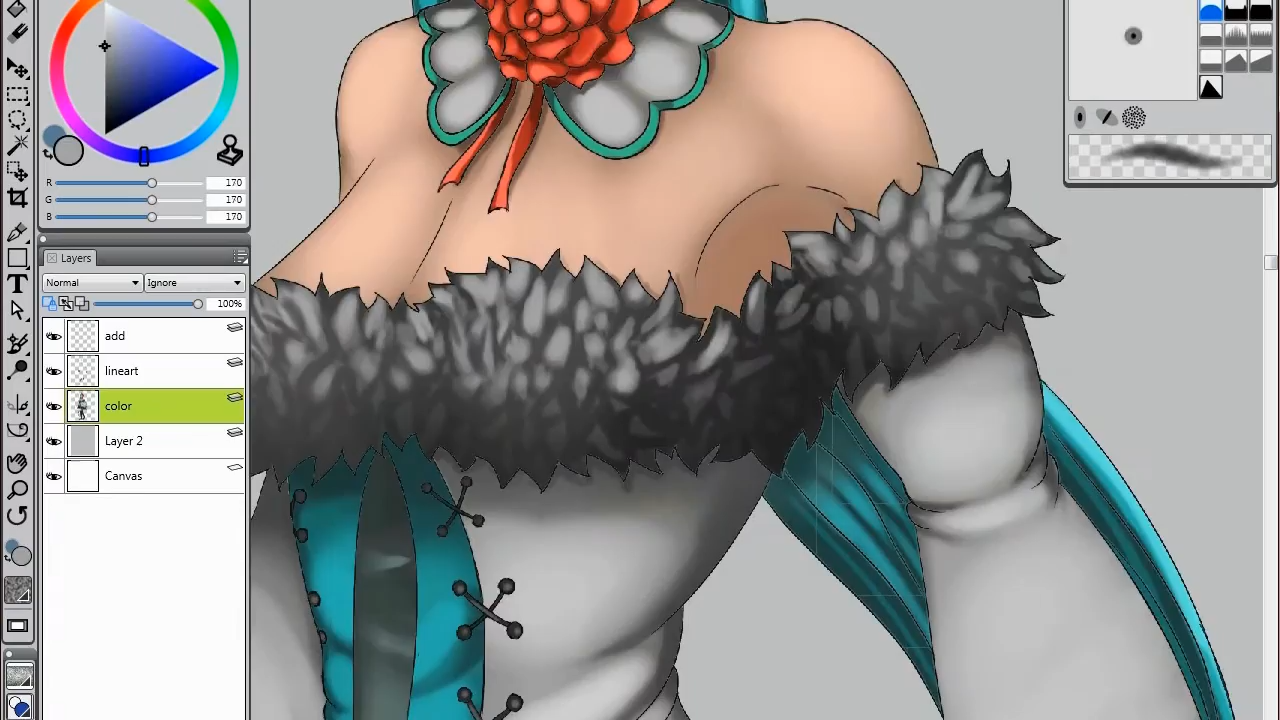 R 170
G 170
B 170
Layers
Normal Ignore
100%
add
lineart
color
Layer 2
Canvas
T